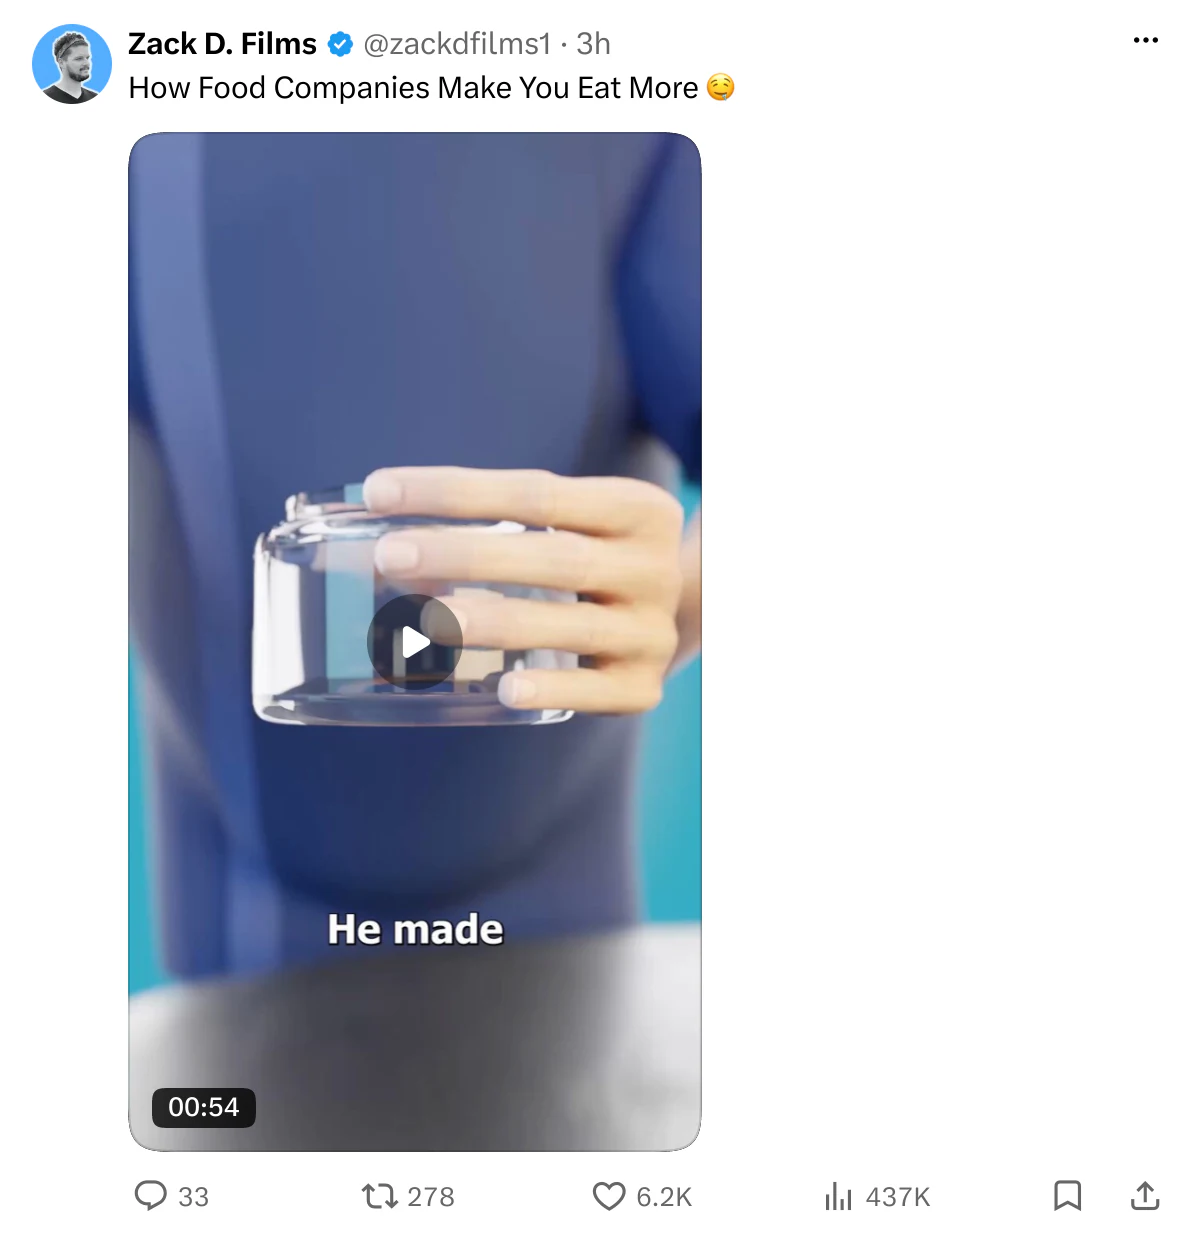 Zack D. Films @zackdfilms1 · 3h
How Food Companies Make You Eat More 🤤
He made
00:54
33 278 6.2K 437K